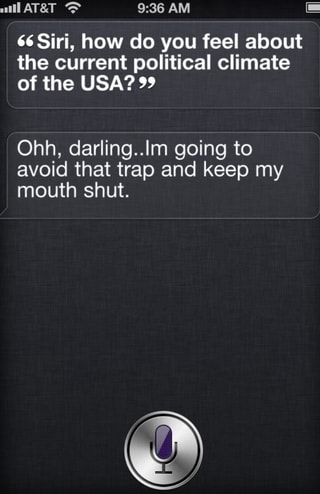 AT&T 9:36 AM
“Siri, how do you feel about
the current political climate
of the USA?”
Ohh, darling..Im going to
avoid that trap and keep my
mouth shut.